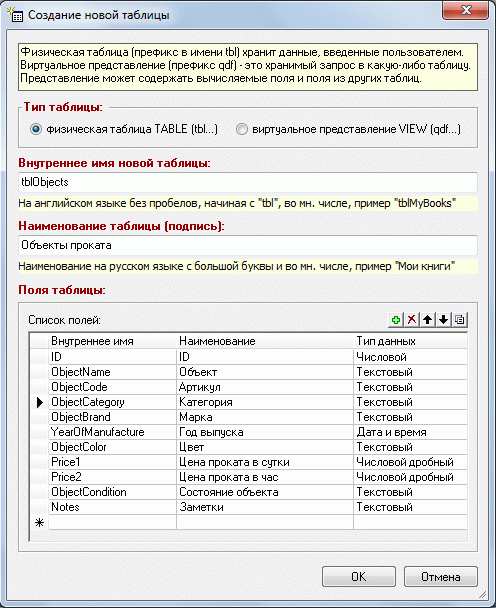 Создание новой таблицы
Физическая таблица (префикс в имени tbl) хранит данные, введенные пользователем.
Виртуальное представление (префикс qdf) - это хранимый запрос в какую-либо таблицу.
Представление может содержать вычисляемые поля и поля из других таблиц.
Тип таблицы:
физическая таблица TABLE (tbl...) виртуальное представление VIEW (qdf...)
Внутреннее имя новой таблицы:
tblObjects
На английском языке без пробелов, начиная с "tbl", во мн. числе, пример "tblMyBooks"
Наименование таблицы (подпись):
Объекты проката
Наименование на русском языке с большой буквы и во мн. числе, пример "Мои книги"
Поля таблицы:
Список полей:
Внутреннее имя Наименование Тип данных
ID ID Числовой
ObjectName Объект Текстовый
ObjectCode Артикул Текстовый
ObjectCategory Категория Текстовый
ObjectBrand Марка Текстовый
YearOfManufacture Год выпуска Дата и время
ObjectColor Цвет Текстовый
Price1 Цена проката в сутки Числовой дробный
Price2 Цена проката в час Числовой дробный
ObjectCondition Состояние объекта Текстовый
Notes Заметки Текстовый
OK Отмена